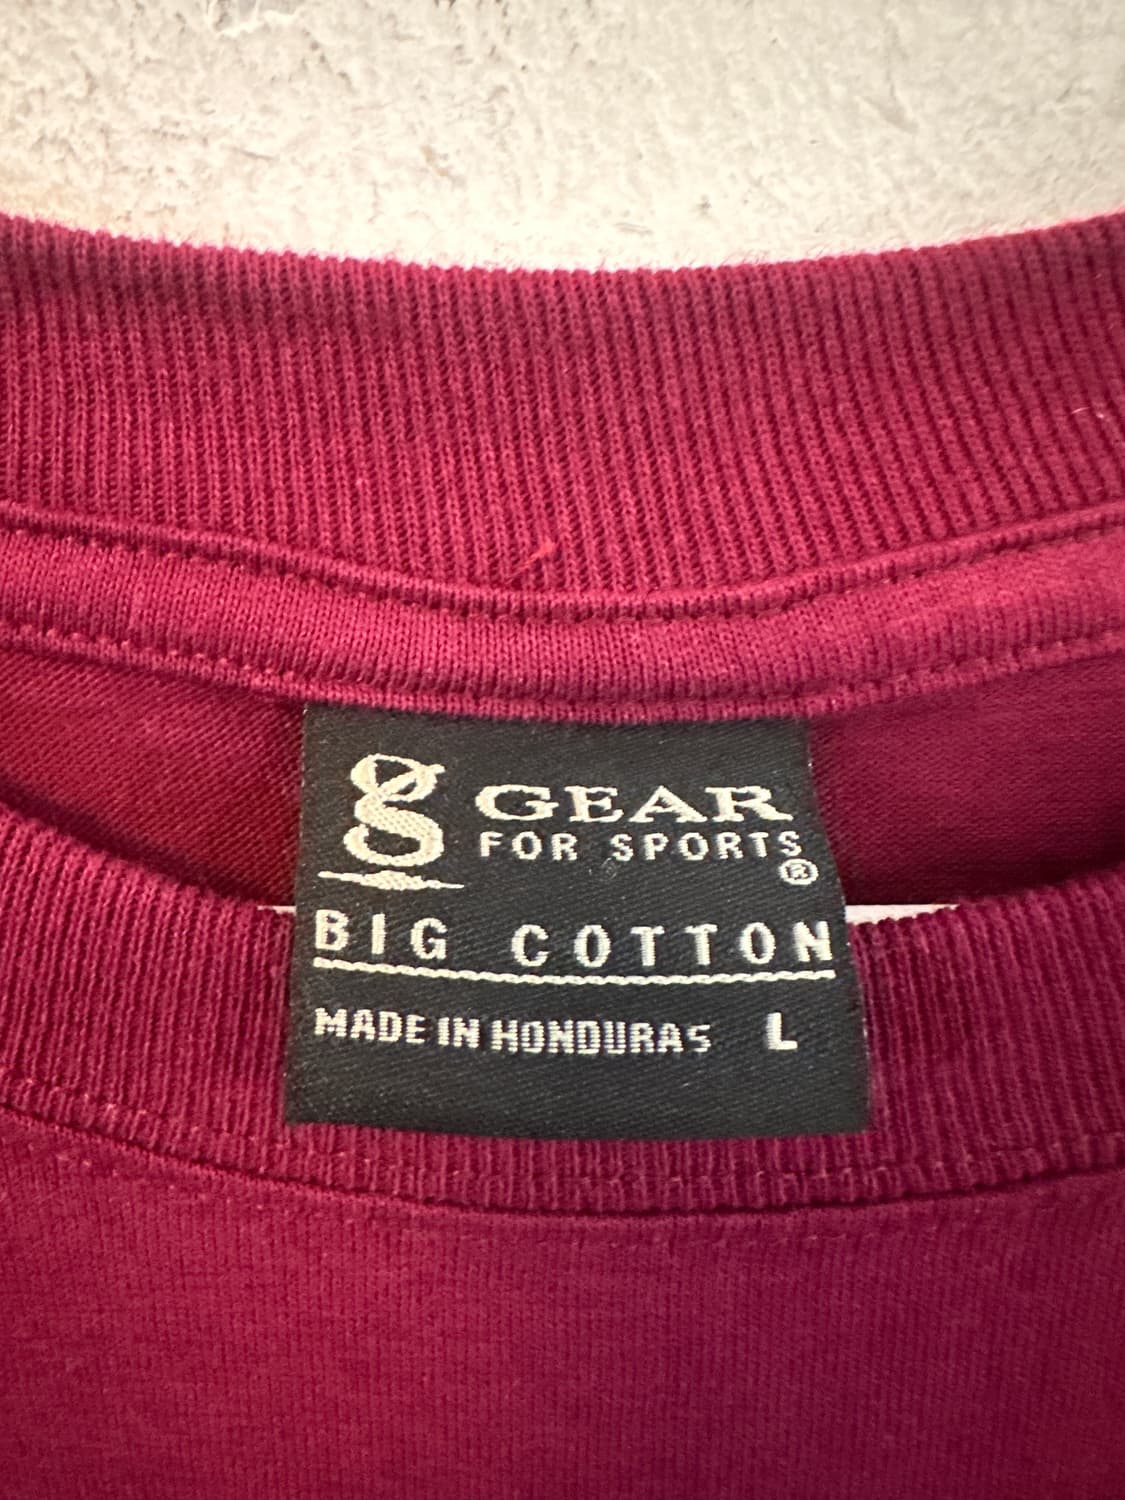 g GEAR
FOR SPORTS®
BIG COTTON
MADE IN HONDURAS L